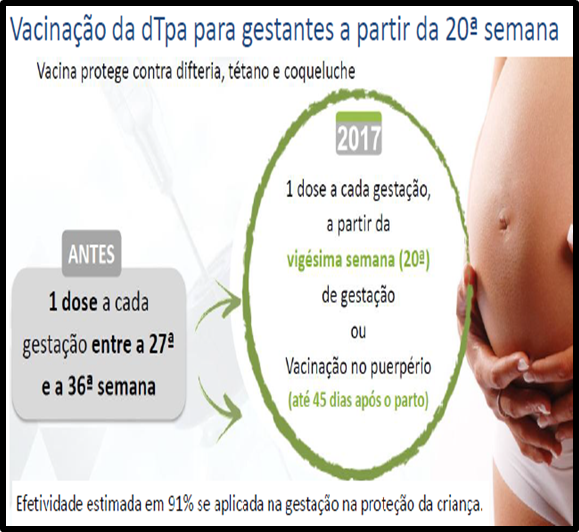 Vacinação da dTpa para gestantes a partir da 20ª semana
Vacina protege contra difteria, tétano e coqueluche
ANTES
1 dose a cada
gestação entre a 27ª
e a 36ª semana
2017
1 dose a cada gestação,
a partir da
vigésima semana (20ª)
de gestação
ou
Vacinação no puerpério
(até 45 dias após o parto)
Efetividade estimada em 91% se aplicada na gestação na proteção da criança.